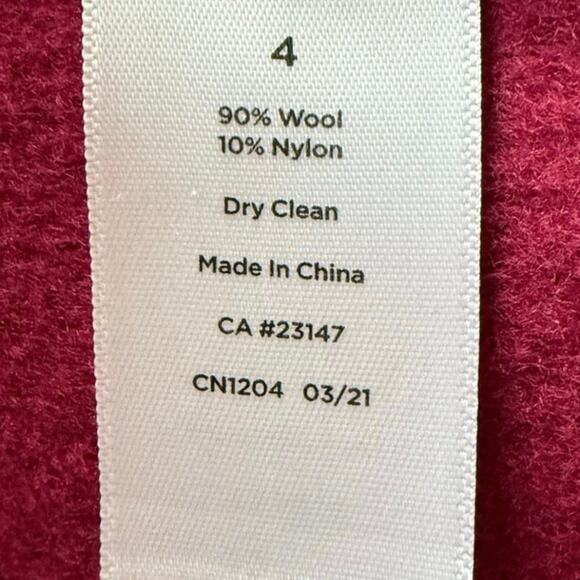 4
90% Wool
10% Nylon
Dry Clean
Made In China
CA #23147
CN1204 03/21